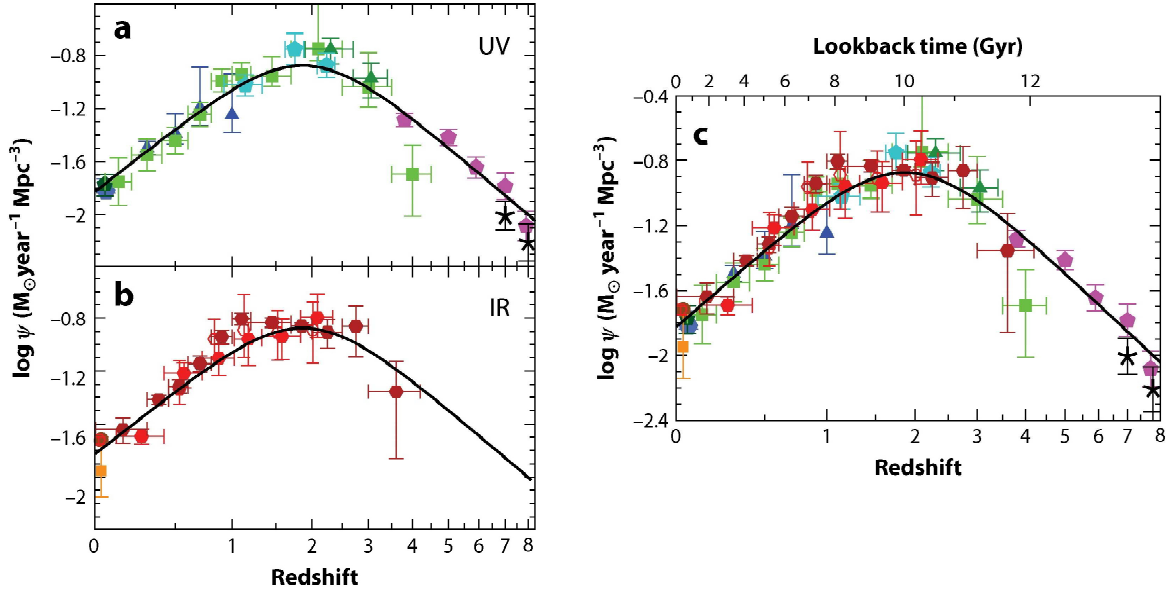 a
UV
−0.8
−1.2
−1.6
−2
b
IR
−0.8
−1.2
−1.6
−2
log ψ (M⊙ year−1 Mpc−3)
0 1 2 3 4 5 6 7 8
Redshift
Lookback time (Gyr)
0 2 4 6 8 10 12
c
−0.4
−0.8
−1.2
−1.6
−2
−2.4
log ψ (M⊙ year−1 Mpc−3)
0 1 2 3 4 5 6 7 8
Redshift